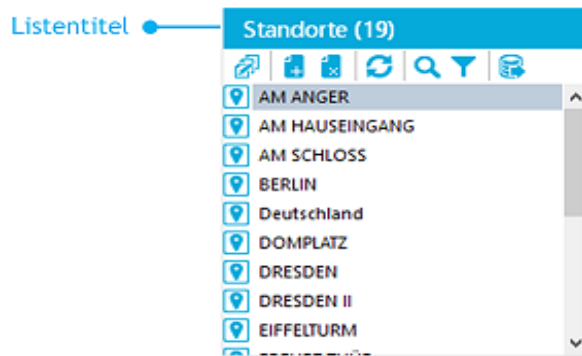 Listentitel
Standorte (19)
AM ANGER
AM HAUSEINGANG
AM SCHLOSS
BERLIN
Deutschland
DOMPLATZ
DRESDEN
DRESDEN II
EIFFELTURM